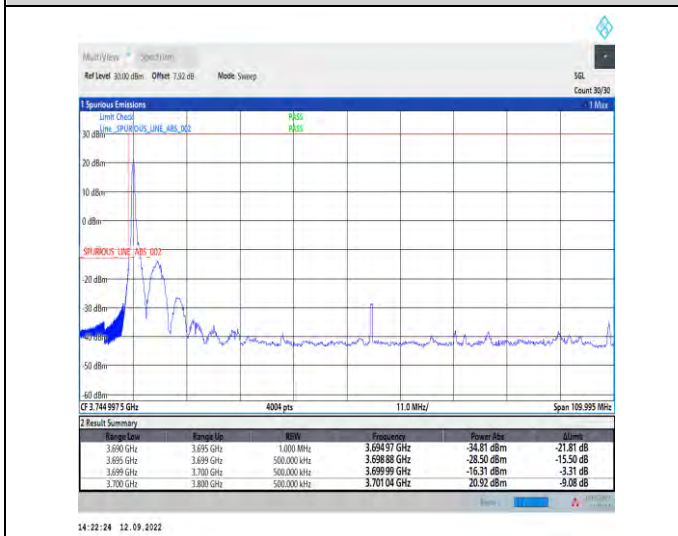 MultiView Spectrum
Ref Level 30.00 dBm Offset 7.92 dB Mode Sweep
SGL
Count 30/30
1 Spurious Emissions
1 Max
Limit Check PASS
Line _SPURIOUS_LINE_ABS_002 PASS
30 dBm
20 dBm
10 dBm
0 dBm
_SPURIOUS_LINE_ABS_002
-20 dBm
-30 dBm
-40 dBm
-50 dBm
-60 dBm
CF 3.744 997 5 GHz 4004 pts 11.0 MHz/ Span 109.995 MHz
2 Result Summary
Range Low Range Up RBW Frequency Power Abs ΔLimit
3.690 GHz 3.695 GHz 1.000 MHz 3.694 97 GHz -34.81 dBm -21.81 dB
3.695 GHz 3.699 GHz 500.000 kHz 3.698 88 GHz -28.50 dBm -15.50 dB
3.699 GHz 3.700 GHz 500.000 kHz 3.699 99 GHz -16.31 dBm -3.31 dB
3.700 GHz 3.800 GHz 500.000 kHz 3.701 04 GHz 20.92 dBm -9.08 dB
14:22:24 12.09.2022